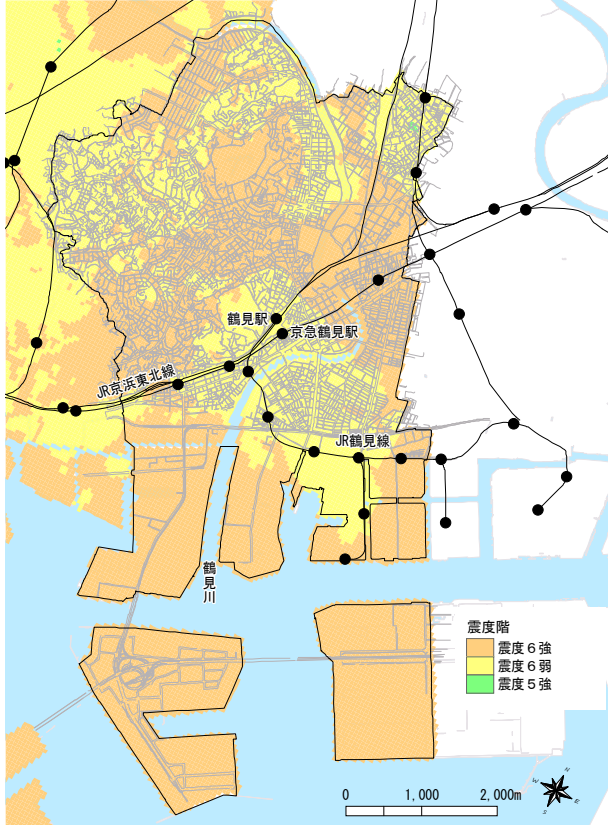 鶴見駅
京急鶴見駅
JR京浜東北線
JR鶴見線
鶴見川
震度階
震度6強
震度6弱
震度5強
0 1,000 2,000m
N
W
E
S